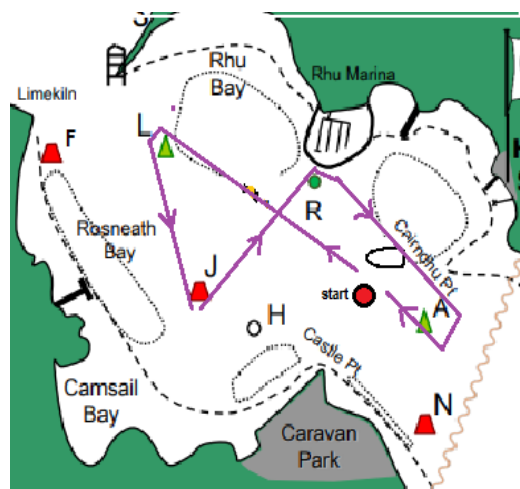 Rhu
Bay
Rhu Marina
Limekiln
L
F
R
Rosneath
Bay
Cairndhu Pt
J
start
A
H
Castle Pt
Camsail
Bay
N
Caravan
Park